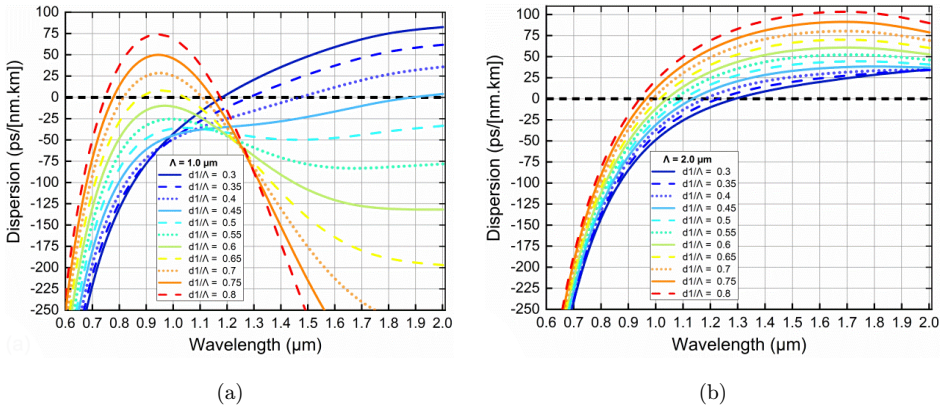 100
75
50
25
0
-25
-50
-75
-100
-125
-150
-175
-200
-225
-250
Dispersion (ps/[nm.km])
Λ = 1.0 µm
d1/Λ = 0.3
d1/Λ = 0.35
d1/Λ = 0.4
d1/Λ = 0.45
d1/Λ = 0.5
d1/Λ = 0.55
d1/Λ = 0.6
d1/Λ = 0.65
d1/Λ = 0.7
d1/Λ = 0.75
d1/Λ = 0.8
0.6 0.7 0.8 0.9 1.0 1.1 1.2 1.3 1.4 1.5 1.6 1.7 1.8 1.9 2.0
Wavelength (µm)
(a)
(a)
100
75
50
25
0
-25
-50
-75
-100
-125
-150
-175
-200
-225
-250
Dispersion (ps/[nm.km])
Λ = 2.0 µm
d1/Λ = 0.3
d1/Λ = 0.35
d1/Λ = 0.4
d1/Λ = 0.45
d1/Λ = 0.5
d1/Λ = 0.55
d1/Λ = 0.6
d1/Λ = 0.65
d1/Λ = 0.7
d1/Λ = 0.75
d1/Λ = 0.8
0.6 0.7 0.8 0.9 1.0 1.1 1.2 1.3 1.4 1.5 1.6 1.7 1.8 1.9 2.0
Wavelength (µm)
(b)